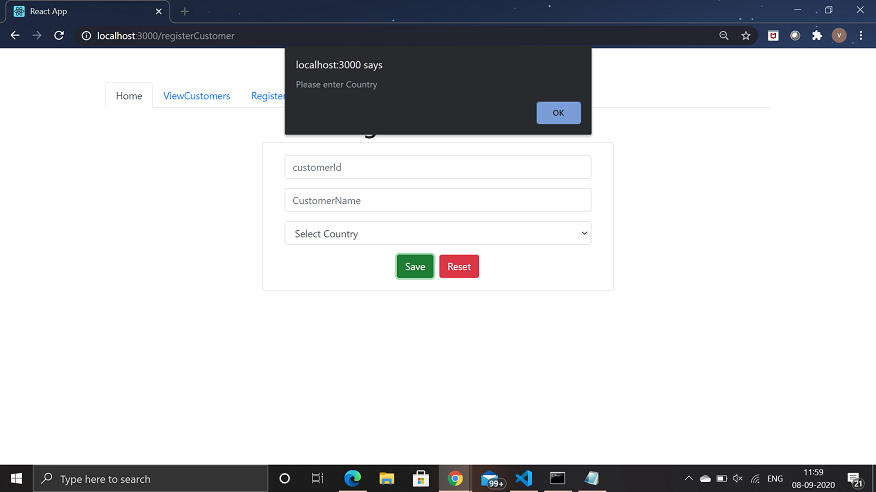 React App
localhost:3000/registerCustomer
V
localhost:3000 says
Please enter Country
OK
Home ViewCustomers Register
customerId
CustomerName
Select Country
Save Reset
Type here to search
99+
ENG
11:59
08-09-2020
21